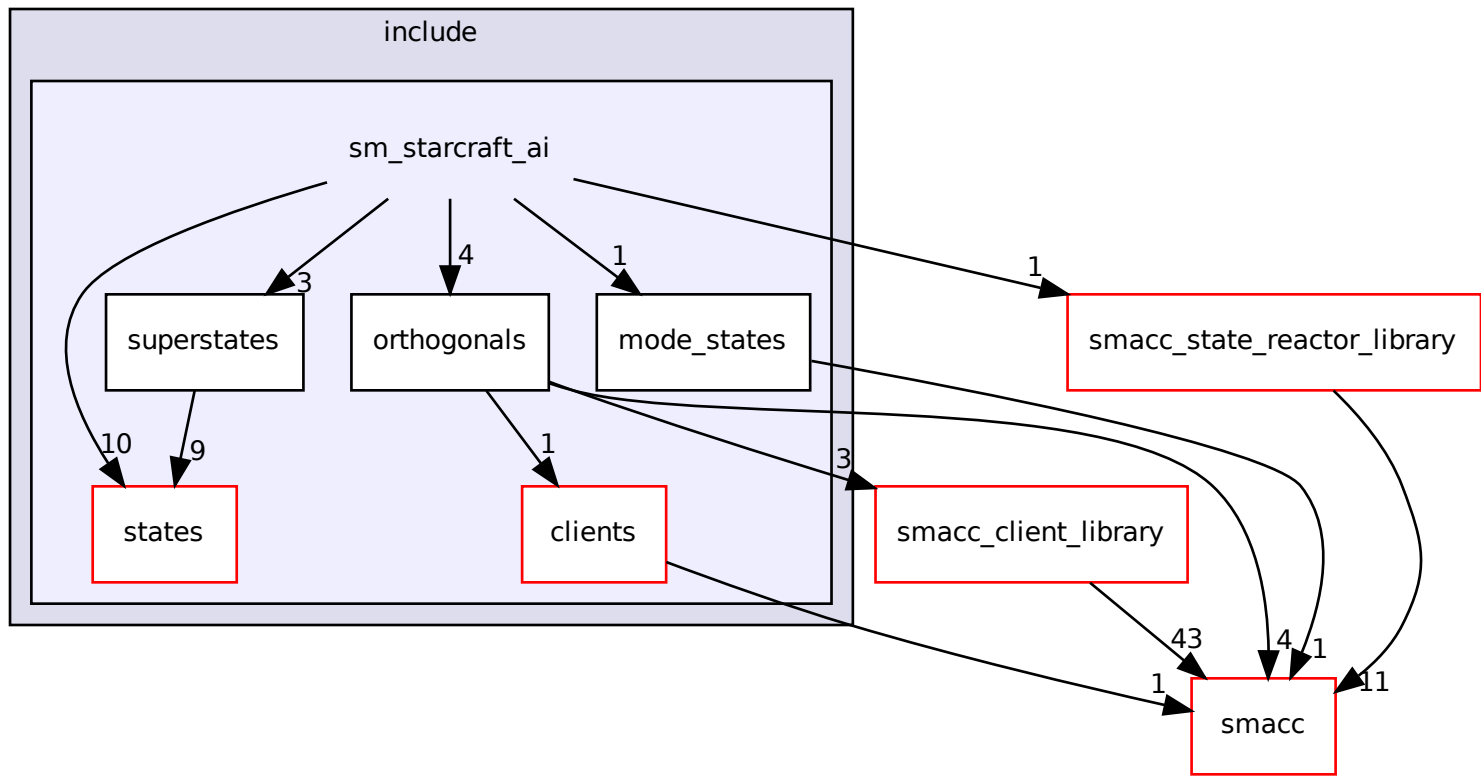 include
sm_starcraft_ai
1
1
3
4
superstates
orthogonals
mode_states
smacc_state_reactor_library
10
9
1
3
states
clients
smacc_client_library
43
4
1
1
11
smacc